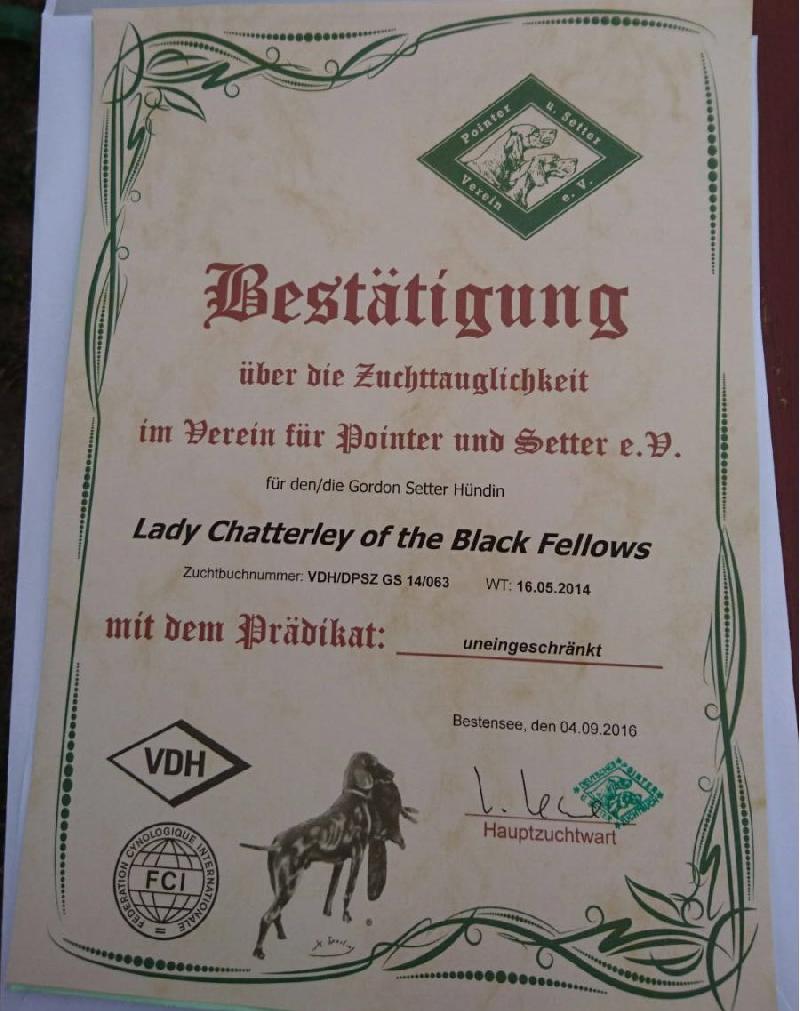 Pointer u. Setter
Verein e.V.
Bestätigung
über die Zuchttauglichkeit
im Verein für Pointer und Setter e.V.
für den/die Gordon Setter Hündin
Lady Chatterley of the Black Fellows
Zuchtbuchnummer: VDH/DPSZ GS 14/063 WT: 16.05.2014
mit dem Prädikat: uneingeschränkt
Bestensee, den 04.09.2016
VDH
Hauptzuchtwart
FEDERATION CYNOLOGIQUE INTERNATIONALE
FCI